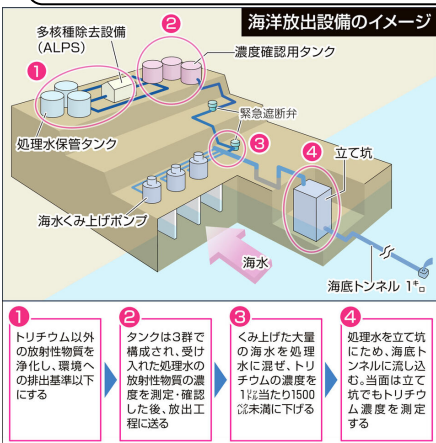 海洋放出設備のイメージ
多核種除去設備
(ALPS)
2
濃度確認用タンク
1
緊急遮断弁
処理水保管タンク
3
4
立て坑
海水くみ上げポンプ
海水
海底トンネル 1㌔
1
トリチウム以外
の放射性物質を
浄化し、環境へ
の排出基準以下
にする
2
タンクは3群で
構成され、受け
入れた処理水の
放射性物質の濃
度を測定・確認
した後、放出工
程に送る
3
くみ上げた大量
の海水を処理
水に混ぜ、トリ
チウムの濃度を
1㍑当たり1500
㏃未満に下げる
4
処理水を立て坑
にため、海底ト
ンネルに流し込
む。当面は立て
坑でもトリチウ
ム濃度を測定
する